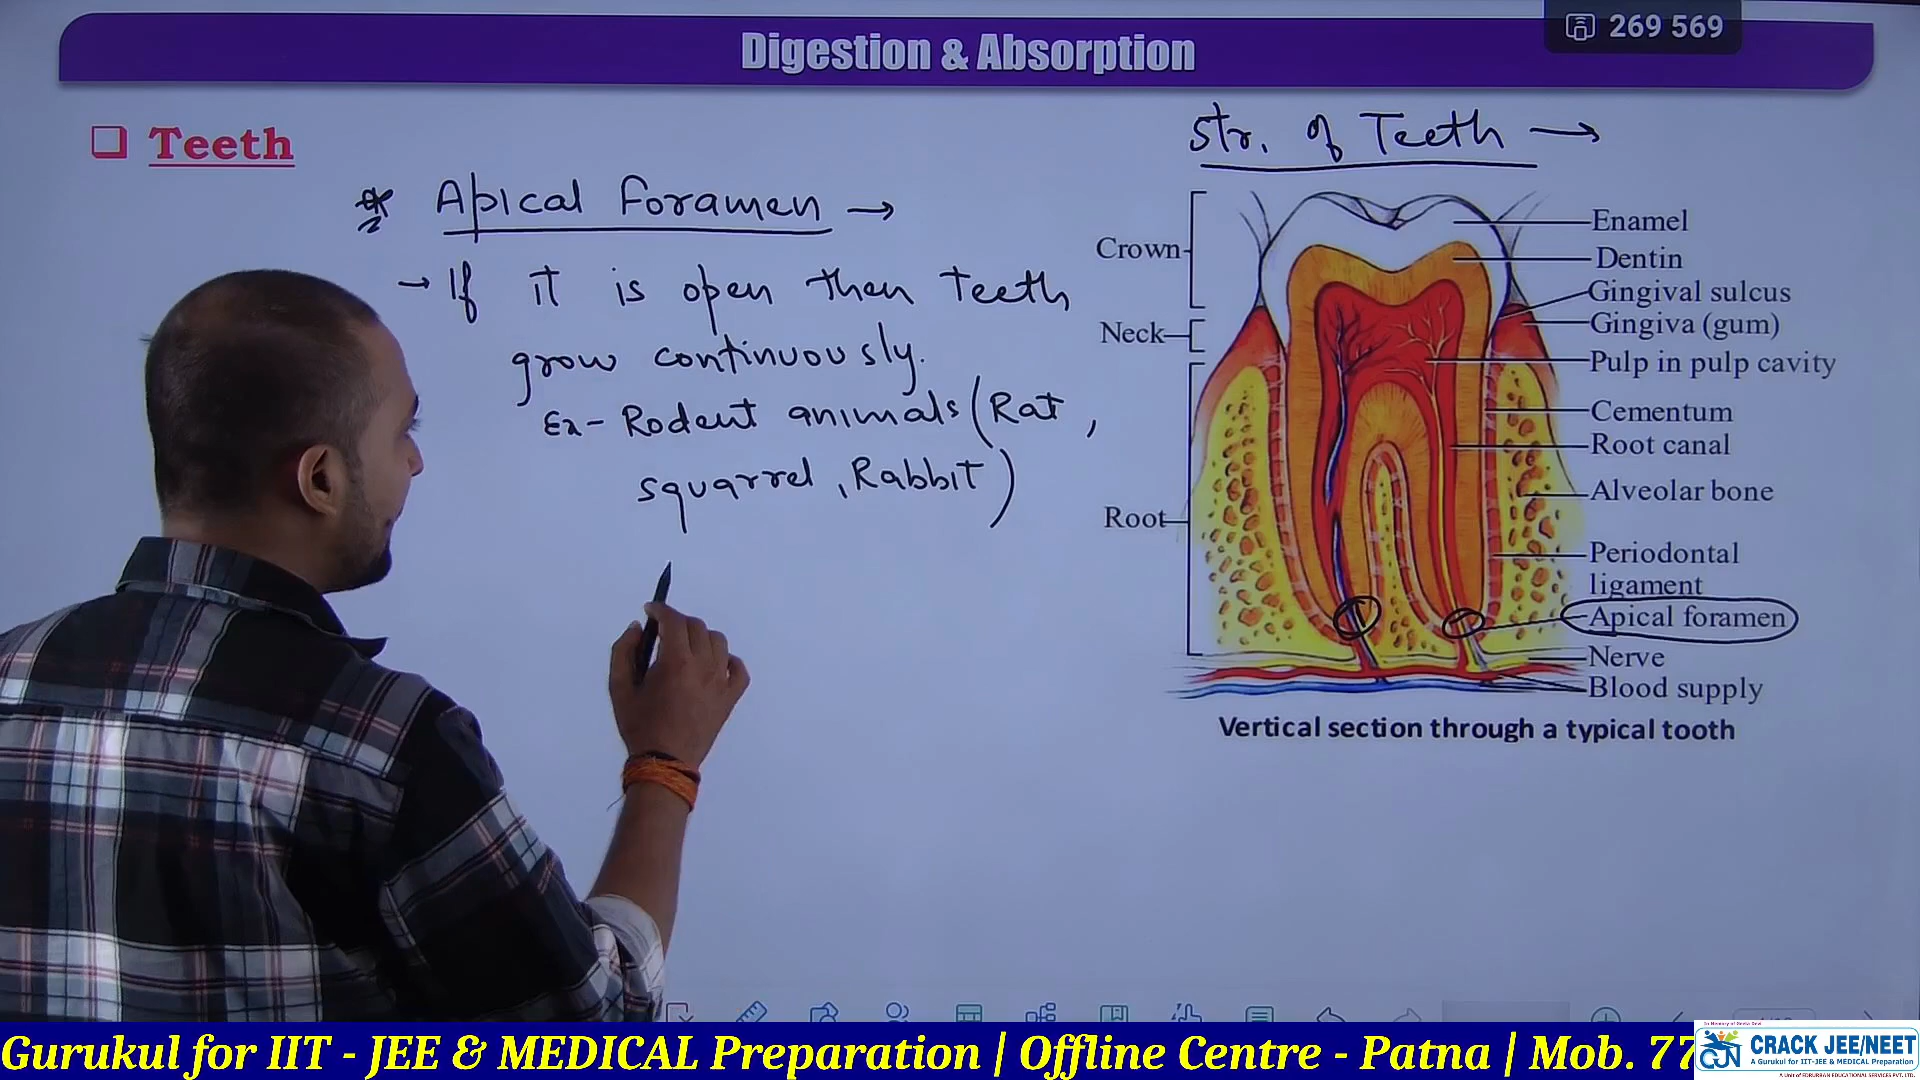 269 569
Digestion & Absorption
Teeth
Apical Foramen →
→ If it is open then Teeth
grow continuously.
Ex- Rodent animals (Rat,
squarrel, Rabbit)
Str. of Teeth →
Crown
Neck
Root
Enamel
Dentin
Gingival sulcus
Gingiva (gum)
Pulp in pulp cavity
Cementum
Root canal
Alveolar bone
Periodontal
ligament
Apical foramen
Nerve
Blood supply
Vertical section through a typical tooth
Gurukul for IIT - JEE & MEDICAL Preparation | Offline Centre - Patna | Mob. 77
CRACK JEE/NEET
A Gurukul for IIT-JEE & MEDICAL Preparation